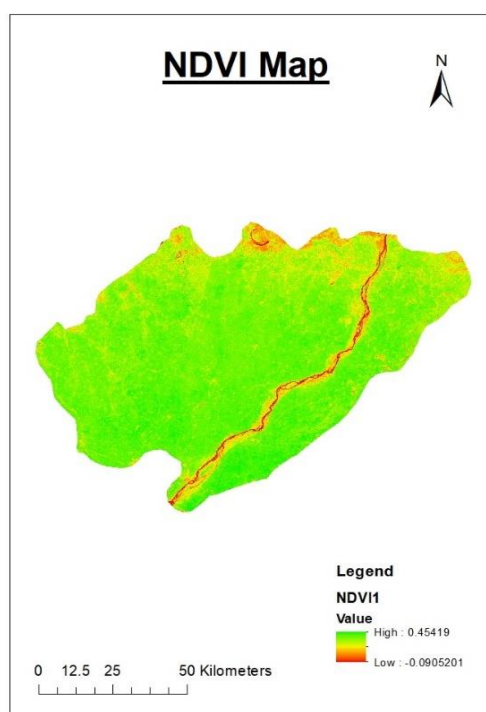 NDVI Map
N
Legend
NDVI1
Value
High : 0.45419
Low : -0.0905201
0 12.5 25 50 Kilometers